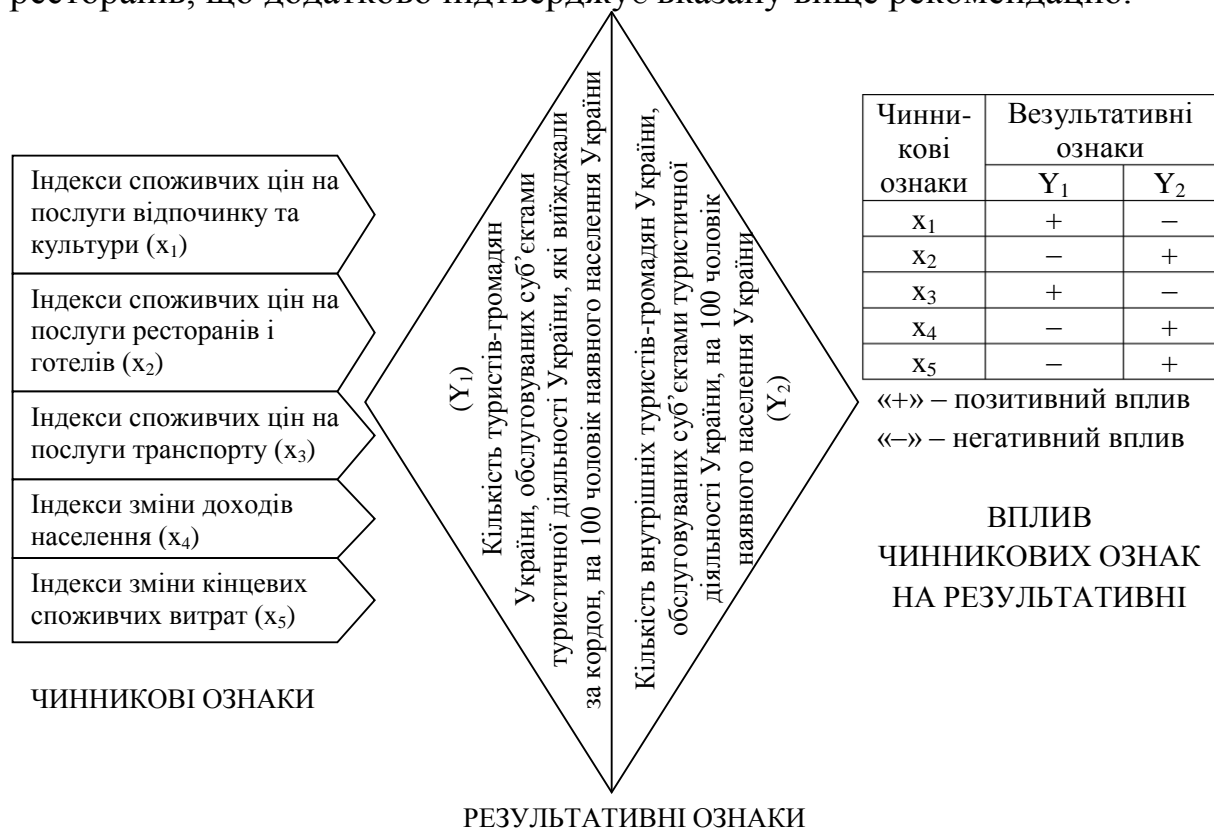 ресторанів, що додатково підтверджує вказану вище рекомендацію.
Індекси споживчих цін на
послуги відпочинку та
культури (x₁)
Індекси споживчих цін на
послуги ресторанів і
готелів (x₂)
Індекси споживчих цін на
послуги транспорту (x₃)
Індекси зміни доходів
населення (x₄)
Індекси зміни кінцевих
споживчих витрат (x₅)
ЧИННИКОВІ ОЗНАКИ
(Y₁)
Кількість туристів-громадян
України, обслуговуваних суб’єктами
туристичної діяльності України, які виїжджали
за кордон, на 100 чоловік наявного населення України
Кількість внутрішніх туристів-громадян України,
обслуговуваних суб’єктами туристичної
діяльності України, на 100 чоловік
наявного населення України
(Y₂)
РЕЗУЛЬТАТИВНІ ОЗНАКИ
Чинни-
кові
ознаки
Везультативні
ознаки
Y₁ Y₂
x₁ + –
x₂ – +
x₃ + –
x₄ – +
x₅ – +
«+» – позитивний вплив
«–» – негативний вплив
ВПЛИВ
ЧИННИКОВИХ ОЗНАК
НА РЕЗУЛЬТАТИВНІ